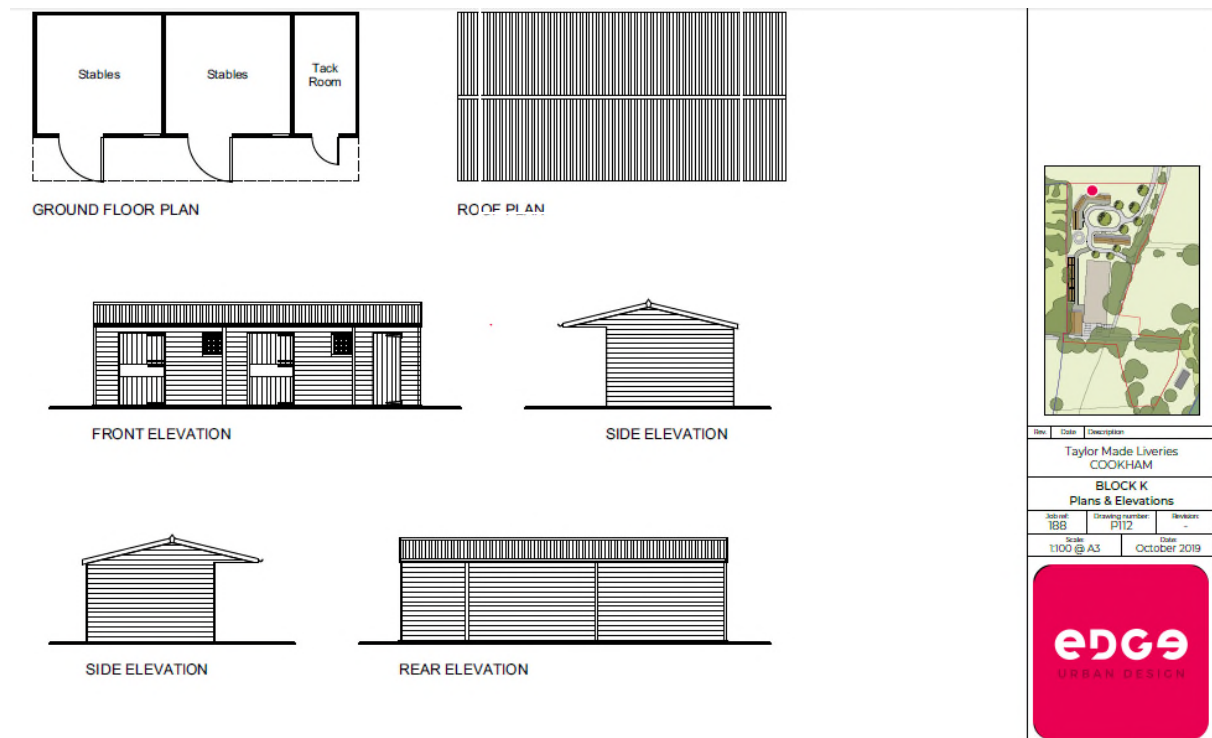 Stables
Stables
Tack
Room
GROUND FLOOR PLAN
ROOF PLAN
FRONT ELEVATION
SIDE ELEVATION
SIDE ELEVATION
REAR ELEVATION
Rev. Date Description
Taylor Made Liveries
COOKHAM
BLOCK K
Plans & Elevations
Job ref: Drawing number: Revision:
188 P112 -
Scale: Date:
1:100 @ A3 October 2019
eDGe
URBAN DESIGN